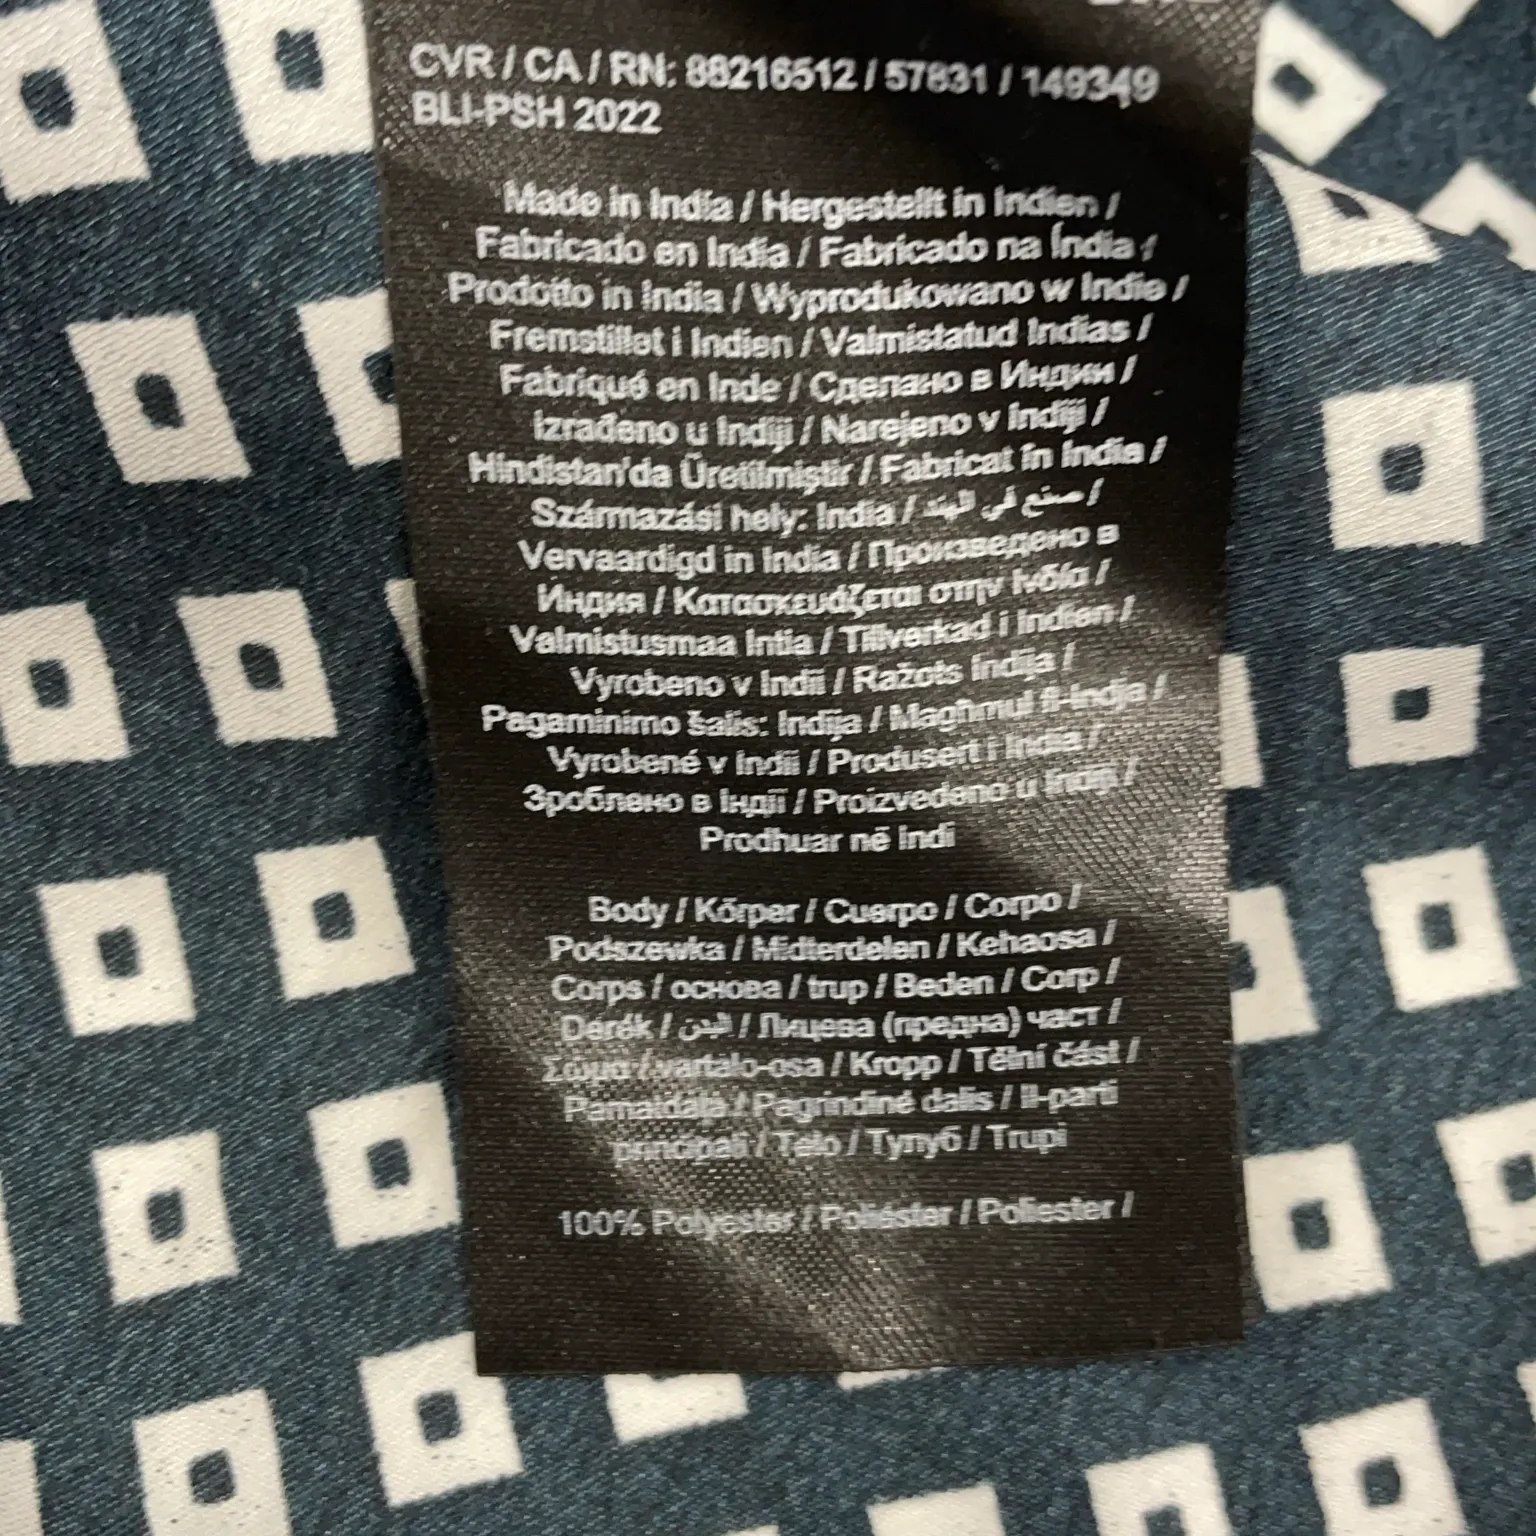 CVR / CA / RN: 88216512 / 57831 / 149349
BLI-PSH 2022
Made in India / Hergestellt in Indien /
Fabricado en India / Fabricado na Índia /
Prodotto in India / Wyprodukowano w Indie /
Fremstillet i Indien / Valmistatud Indias /
Fabriqué en Inde / Сделано в Индии /
Izrađeno u Indiji / Narejeno v Indiji /
Hindistan'da Üretilmiştir / Fabricat în India /
Származási hely: India / صنع في الهند /
Vervaardigd in India / Произведено в
Индия / Κατασκευάζεται στην Ινδία /
Valmistusmaa Intia / Tillverkad i Indien /
Vyrobeno v Indii / Ražots Indija /
Pagaminimo šalis: Indija / Magħmul fl-Indja /
Vyrobené v Indii / Produsert i India /
Зроблено в Індії / Proizvedeno u Indiji /
Prodhuar në Indi
Body / Körper / Cuerpo / Corpo /
Podszewka / Midterdelen / Kehaosa /
Corps / основа / trup / Beden / Corp /
Derék / البدن / Лицева (предна) част /
Σώμα / vartalo-osa / Kropp / Tělní část /
Pamatdaļa / Pagrindinė dalis / Il-parti
prinċipali / Telo / Тулуб / Trupi
100% Polyester / Poliéster / Poliester /